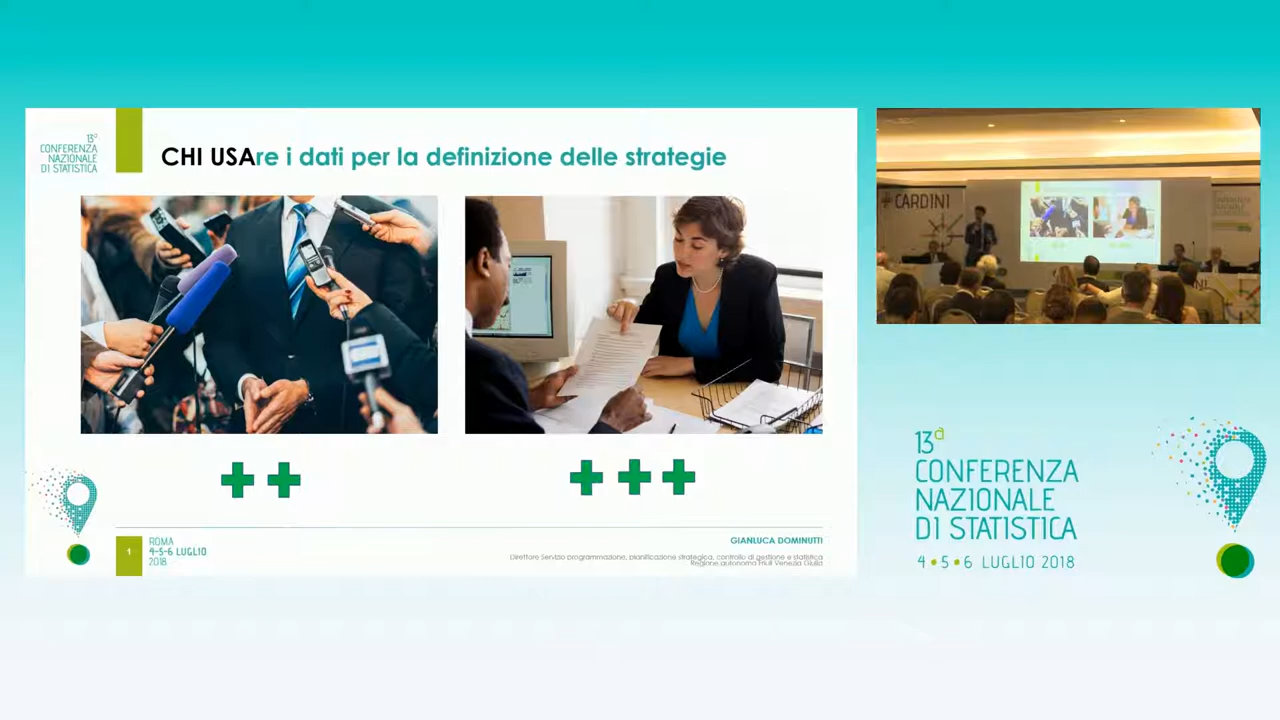 13ª
CONFERENZA
NAZIONALE
DI STATISTICA
CHI USAre i dati per la definizione delle strategie
1
ROMA
4-5-6 LUGLIO
2018
GIANLUCA DOMINUTTI
Direttore Servizio programmazione, pianificazione strategica, controllo di gestione e statistica
Regione autonoma Friuli Venezia Giulia
# CARDINI
13ª
CONFERENZA
NAZIONALE
DI STATISTICA
4 • 5 • 6 LUGLIO 2018